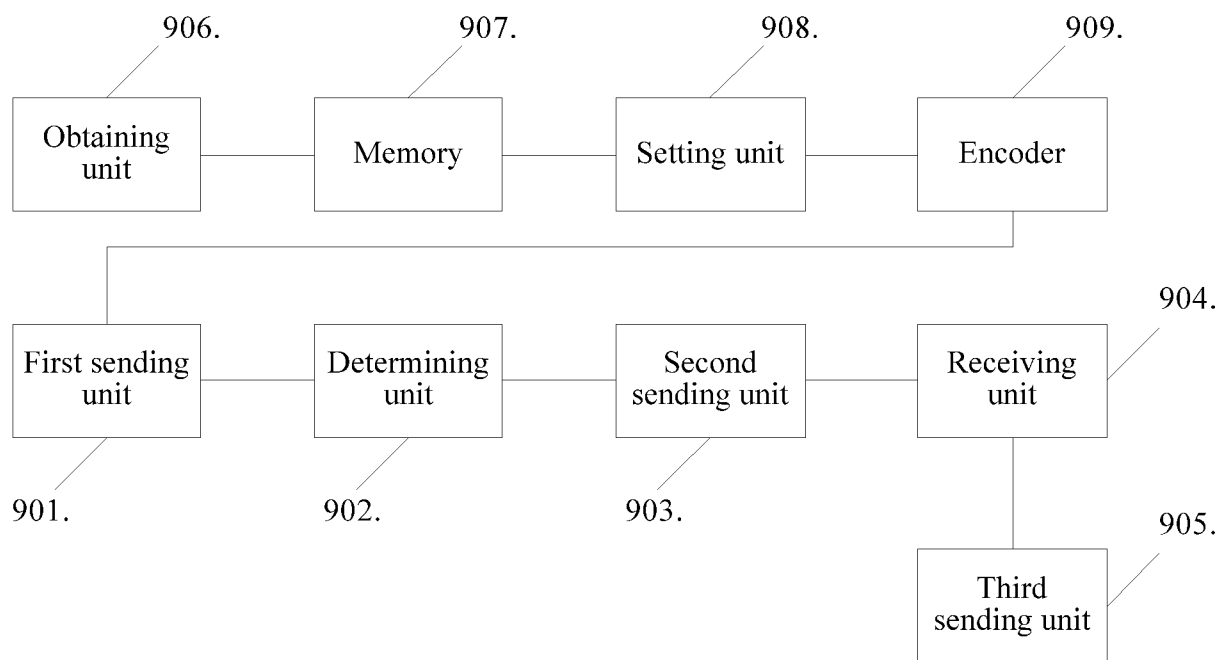 906.
907.
908.
909.
Obtaining
unit
Memory
Setting unit
Encoder
904.
First sending
unit
Determining
unit
Second
sending unit
Receiving
unit
901.
902.
903.
905.
Third
sending unit